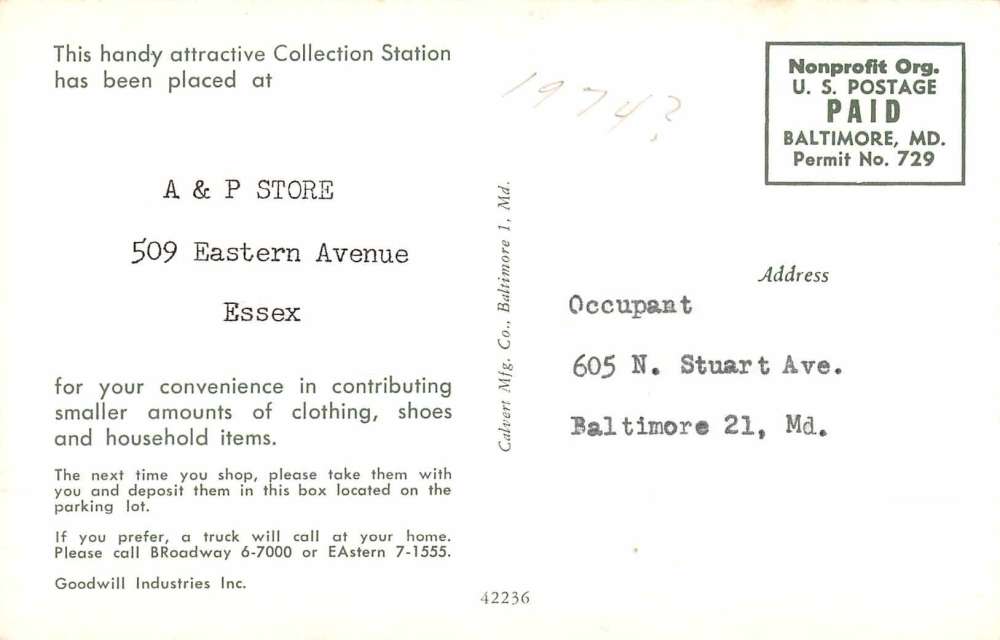 This handy attractive Collection Station
has been placed at
A & P STORE
509 Eastern Avenue
Essex
for your convenience in contributing
smaller amounts of clothing, shoes
and household items.
The next time you shop, please take them with
you and deposit them in this box located on the
parking lot.
If you prefer, a truck will call at your home.
Please call BRoadway 6-7000 or EAstern 7-1555.
Goodwill Industries Inc.
Calvert Mfg. Co., Baltimore 1, Md.
42236
1974?
Nonprofit Org.
U. S. POSTAGE
PAID
BALTIMORE, MD.
Permit No. 729
Address
Occupant
605 N. Stuart Ave.
Baltimore 21, Md.